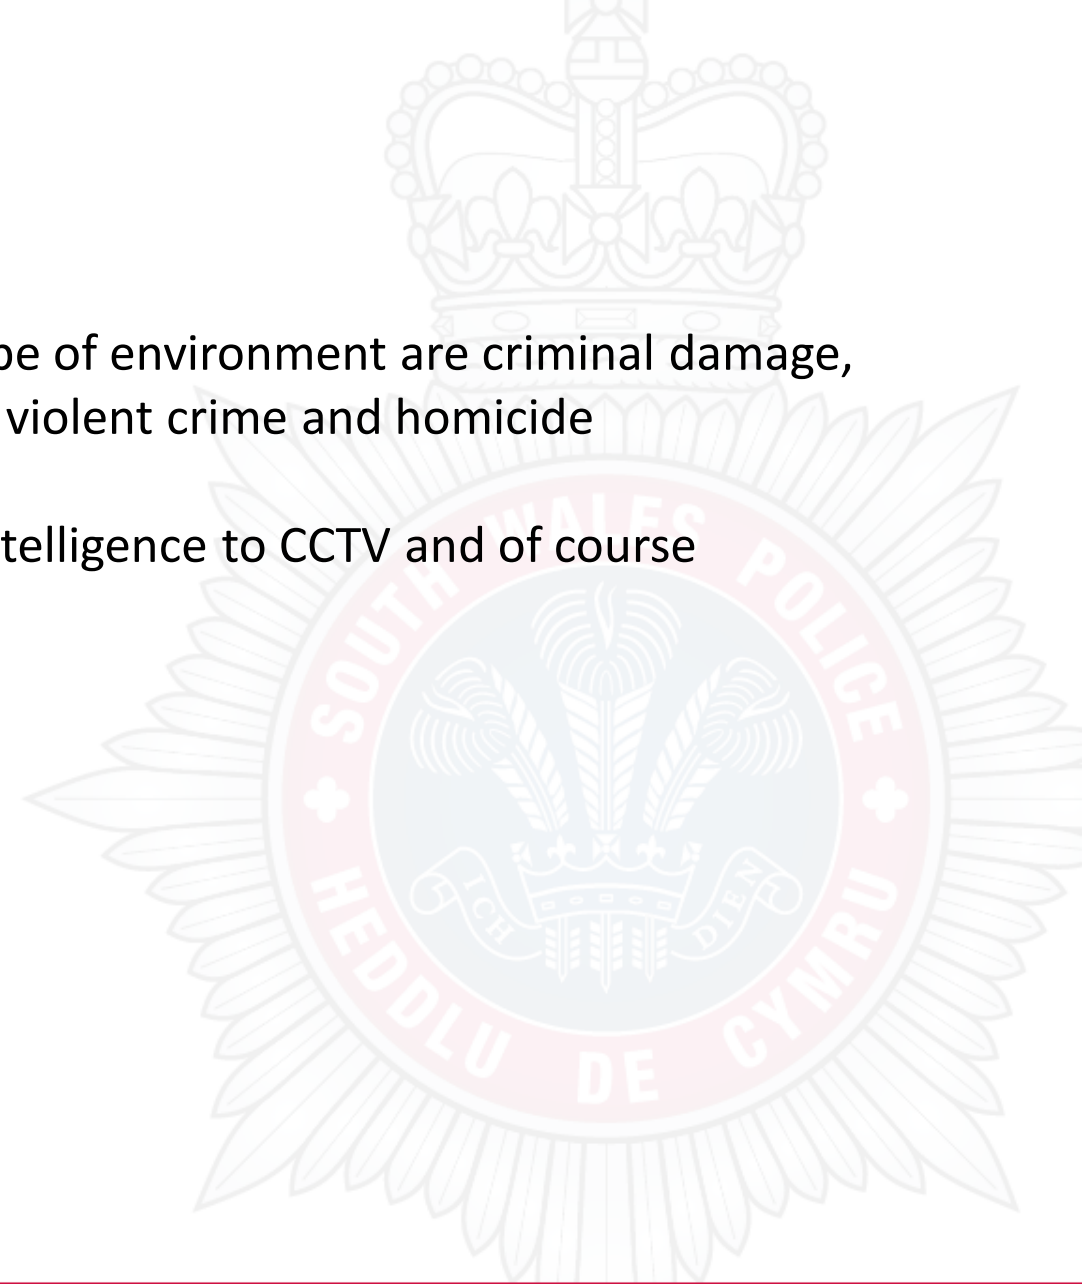 pe of environment are criminal damage,
violent crime and homicide
telligence to CCTV and of course
SOUTH WALES POLICE
ICH DIEN
HEDDLU DE CYMRU